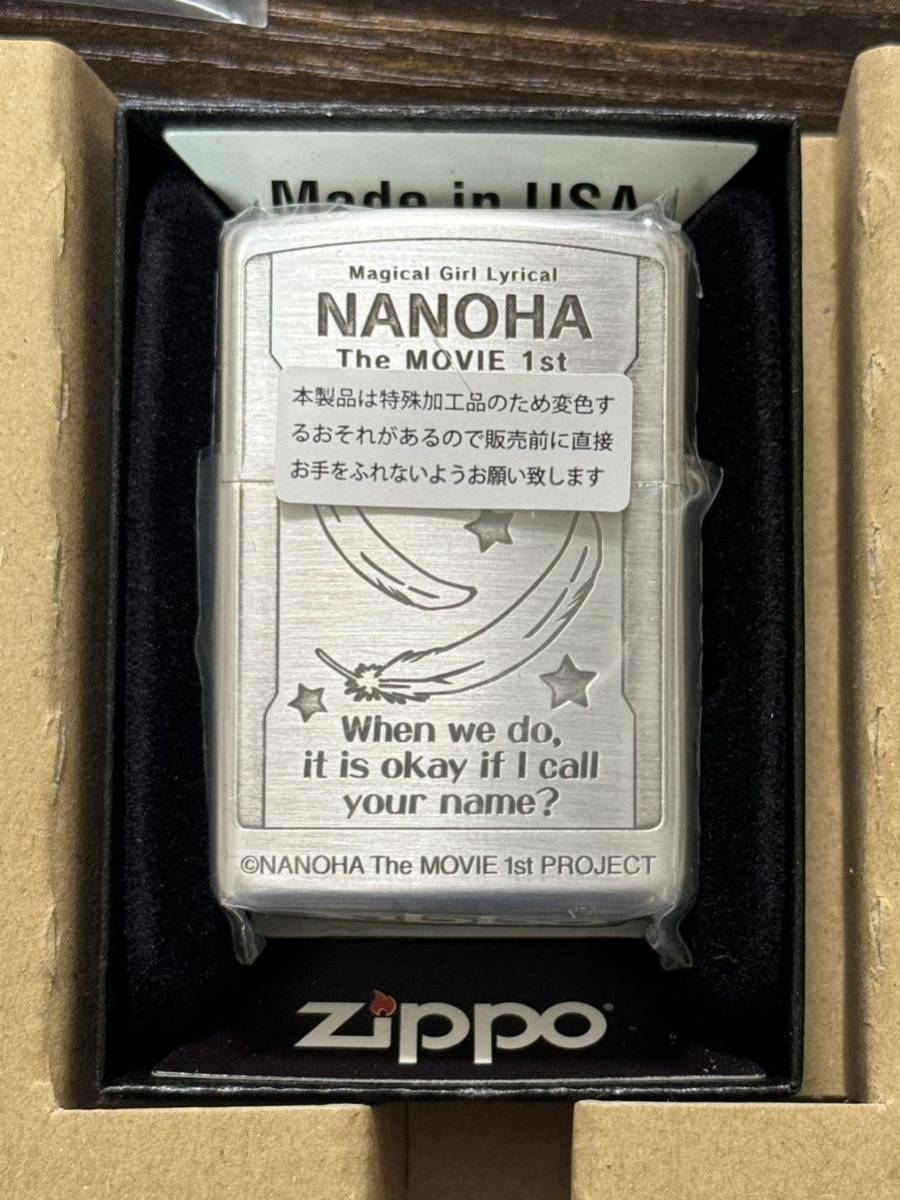 Made in USA
Magical Girl Lyrical
NANOHA
The MOVIE 1st
本製品は特殊加工品のため変色す
るおそれがあるので販売前に直接
お手をふれないようお願い致します
When we do,
it is okay if I call
your name?
©NANOHA The MOVIE 1st PROJECT
zippo